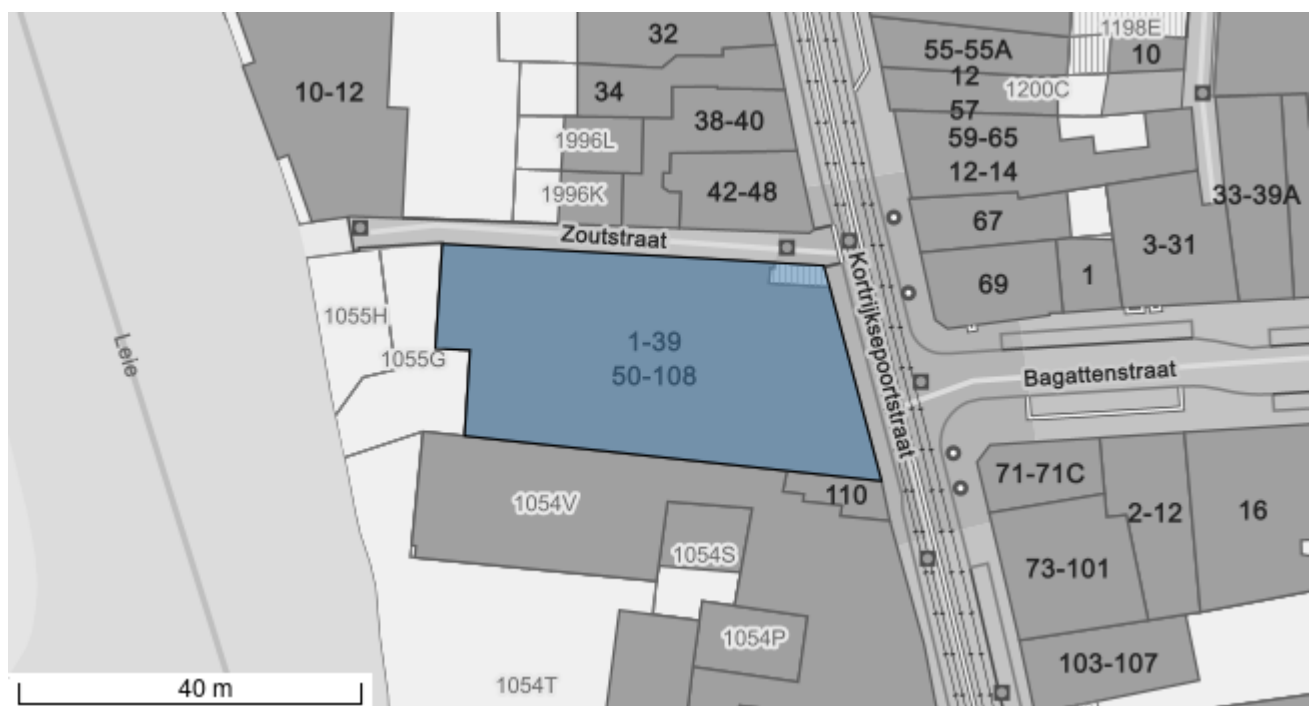 32
1198E
55-55A
10
10-12
34
12
1200C
57
38-40
59-65
1996L
12-14
1996K
42-48
33-39A
67
Zoutstraat
3-31
69
1
1055H
Kortrijksepoortstraat
Leie
1-39
50-108
1055G
Bagattenstraat
71-71C
110
1054V
2-12
16
1054S
73-101
1054P
103-107
1054T
40 m